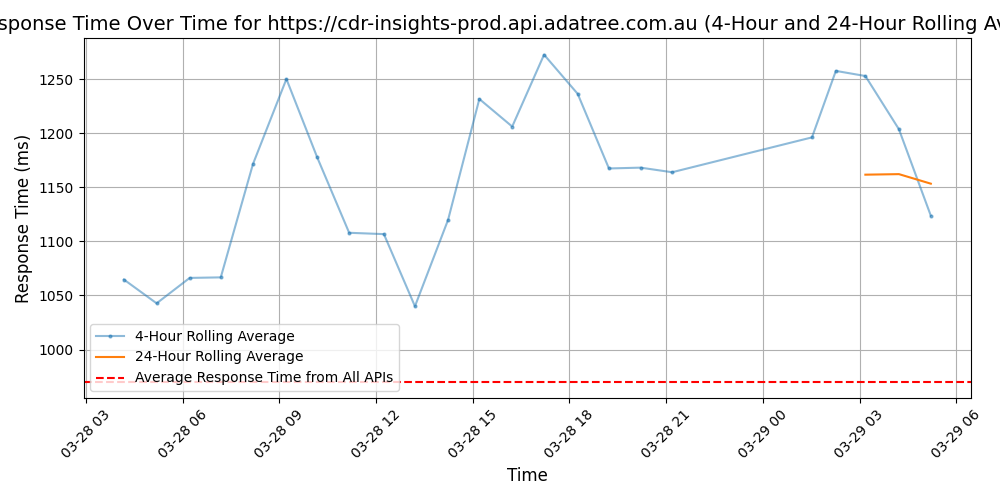 sponse Time Over Time for https://cdr-insights-prod.api.adatree.com.au (4-Hour and 24-Hour Rolling Av
Response Time (ms)
1250
1200
1150
1100
1050
1000
4-Hour Rolling Average
24-Hour Rolling Average
Average Response Time from All APIs
03-28 03
03-28 06
03-28 09
03-28 12
03-28 15
03-28 18
03-28 21
03-29 00
03-29 03
03-29 06
Time